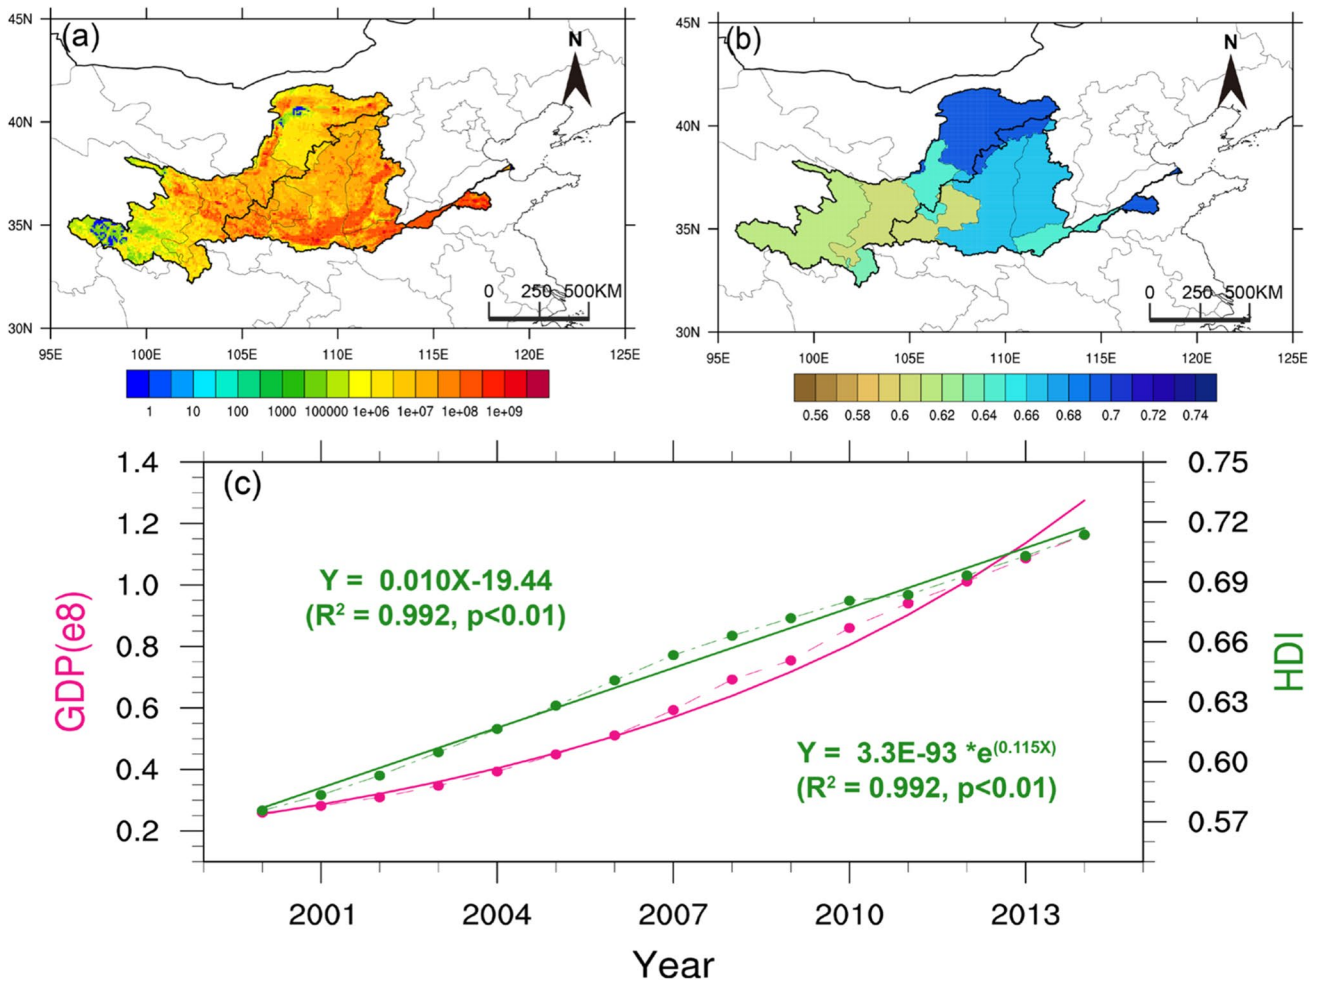 (a)
N
45N
40N
35N
30N
0 250 500KM
95E 100E 105E 110E 115E 120E 125E
1 10 100 1000 100000 1e+06 1e+07 1e+08 1e+09
(b)
N
45N
40N
35N
30N
0 250 500KM
95E 100E 105E 110E 115E 120E 125E
0.56 0.58 0.6 0.62 0.64 0.66 0.68 0.7 0.72 0.74
(c)
GDP(e8)
1.4
1.2
1.0
0.8
0.6
0.4
0.2
Y = 0.010X-19.44
(R² = 0.992, p<0.01)
Y = 3.3E-93 *e(0.115X)
(R² = 0.992, p<0.01)
0.75
0.72
0.69
0.66
0.63
0.60
0.57
HDI
2001 2004 2007 2010 2013
Year